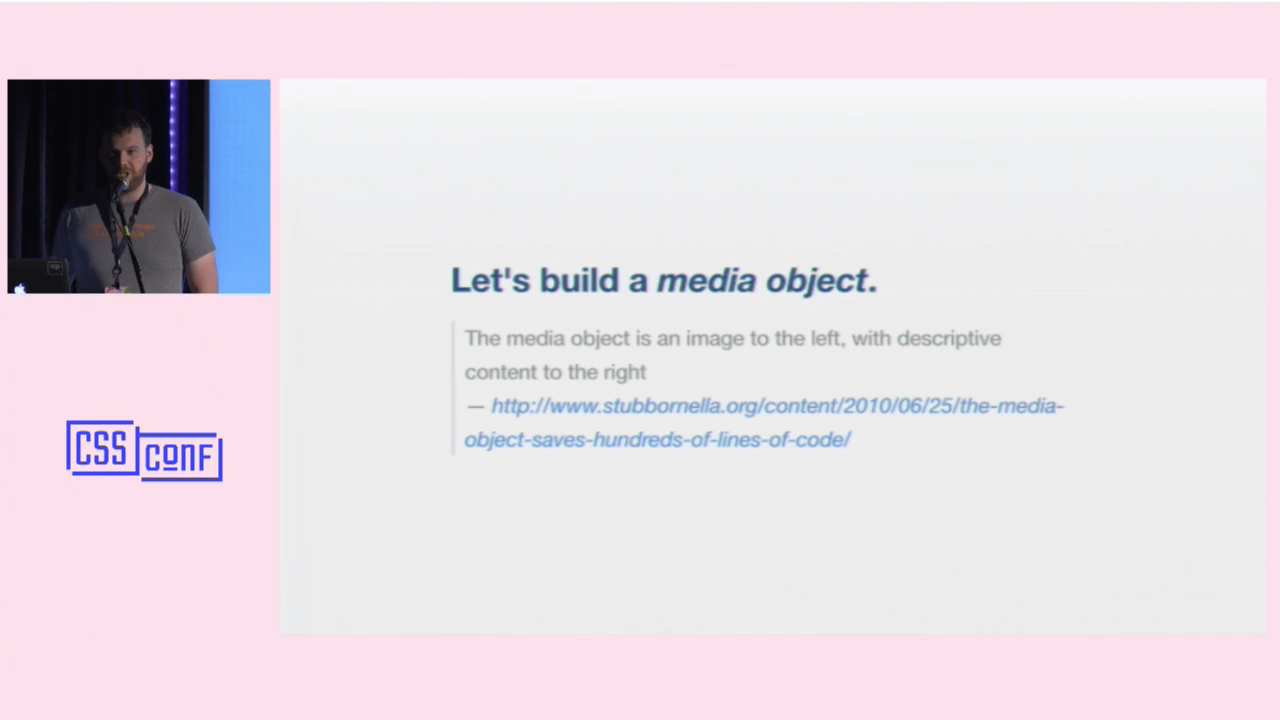 Let's build a media object.
The media object is an image to the left, with descriptive
content to the right
— http://www.stubbornella.org/content/2010/06/25/the-media-
object-saves-hundreds-of-lines-of-code/
CSS
CONF